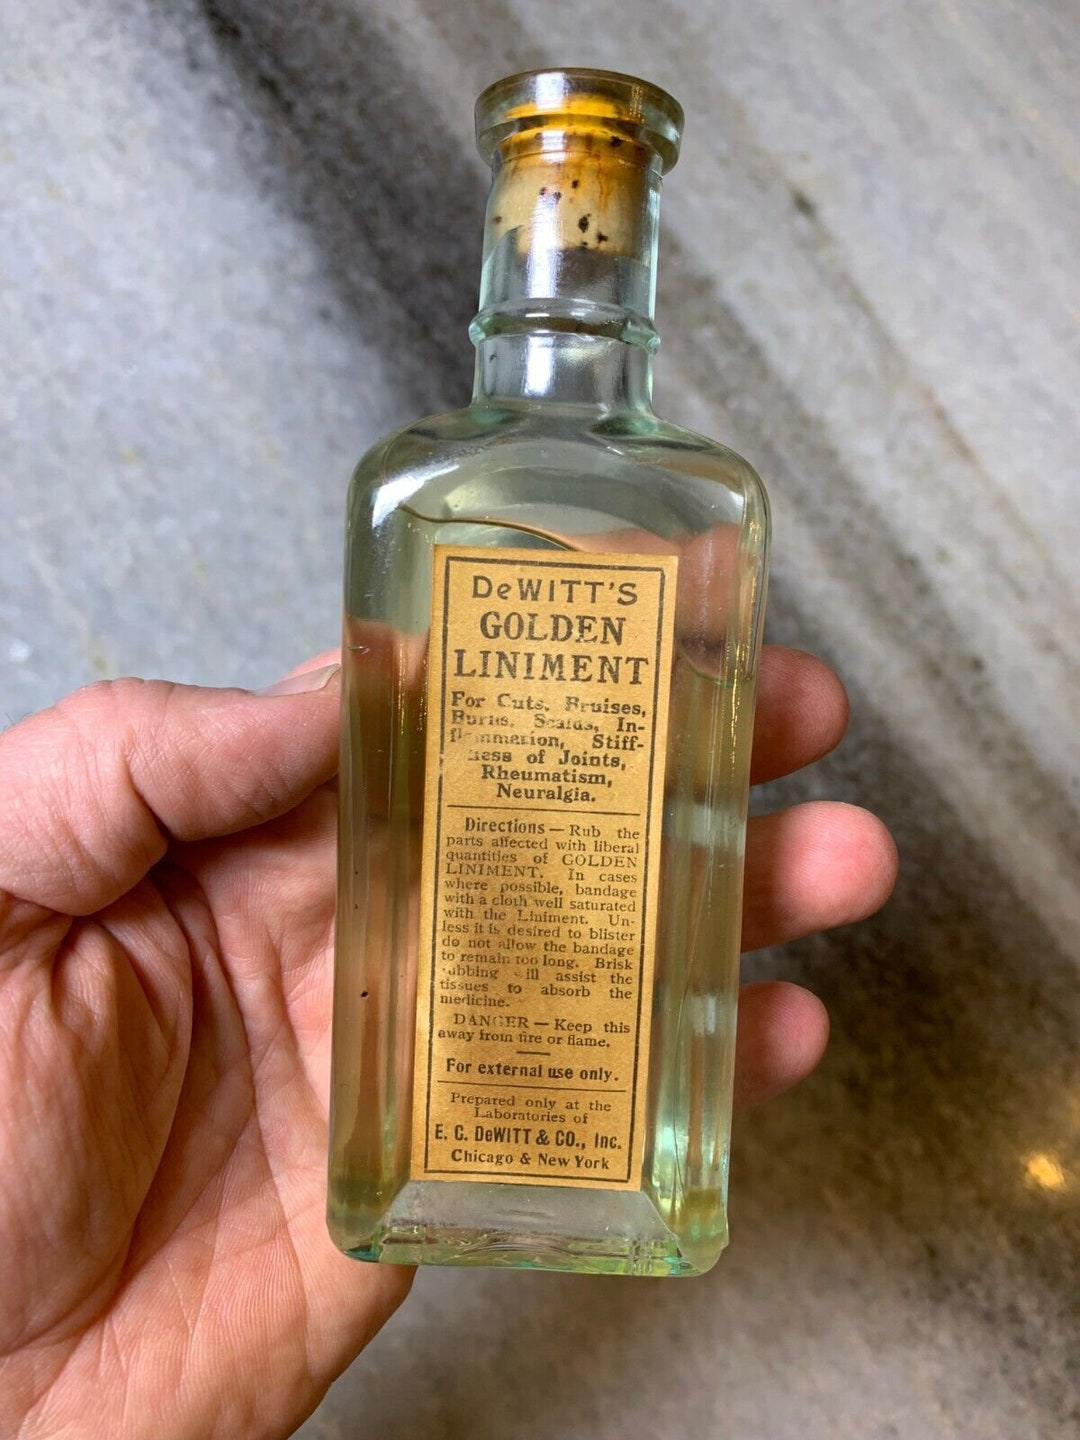 DeWITT'S
GOLDEN
LINIMENT
For Cuts, Bruises,
Burns, Scalds, In-
flammation, Stiff-
ness of Joints,
Rheumatism,
Neuralgia.
Directions — Rub the
parts affected with liberal
quantities of GOLDEN
LINIMENT. In cases
where possible, bandage
with a cloth well saturated
with the Liniment. Un-
less it is desired to blister
do not allow the bandage
to remain too long. Brisk
rubbing will assist the
tissues to absorb the
medicine.
DANGER — Keep this
away from fire or flame.
For external use only.
Prepared only at the
Laboratories of
E. C. DeWITT & CO., Inc.
Chicago & New York